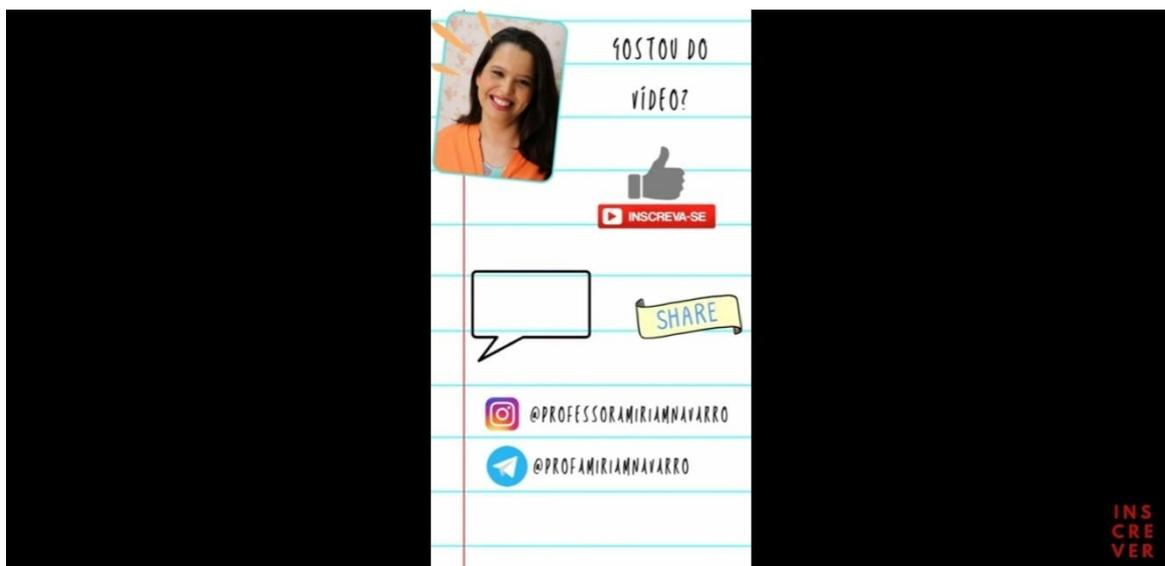 GOSTOU DO
VÍDEO?
INSCREVA-SE
SHARE
@PROFESSORAMIRIAMNAVARRO
@PROFAMIRIAMNAVARRO
INS
CRE
VER